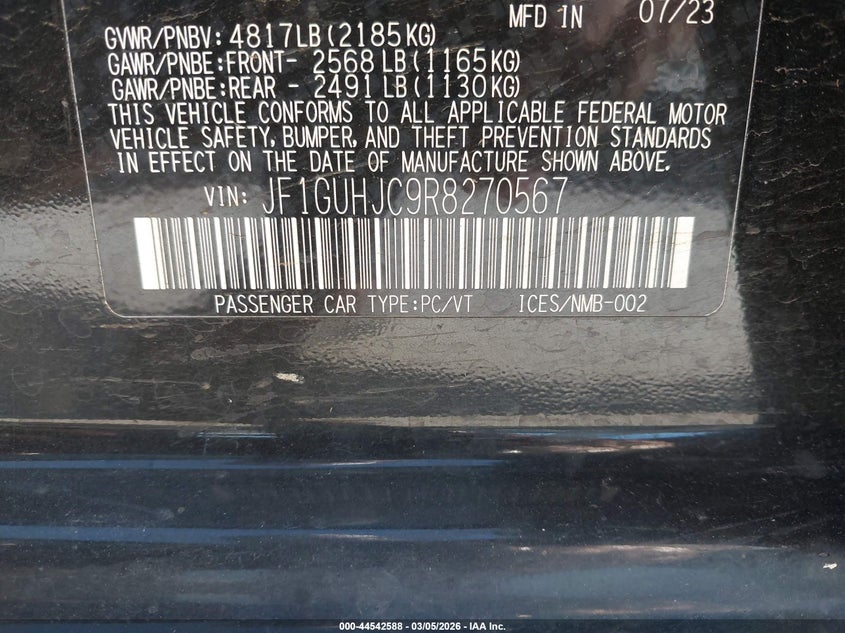 MFD IN 07/23
GVWR/PNBV: 4817LB(2185KG)
GAWR/PNBE:FRONT- 2568 LB(1165KG)
GAWR/PNBE:REAR - 2491 LB(1130KG)
THIS VEHICLE CONFORMS TO ALL APPLICABLE FEDERAL MOTOR
VEHICLE SAFETY, BUMPER, AND THEFT PREVENTION STANDARDS
IN EFFECT ON THE DATE OF MANUFACTURE SHOWN ABOVE.
VIN: JF1GUHJC9R8270567
PASSENGER CAR TYPE:PC/VT ICES/NMB-002
000-44542588 - 03/05/2026 - IAA Inc.